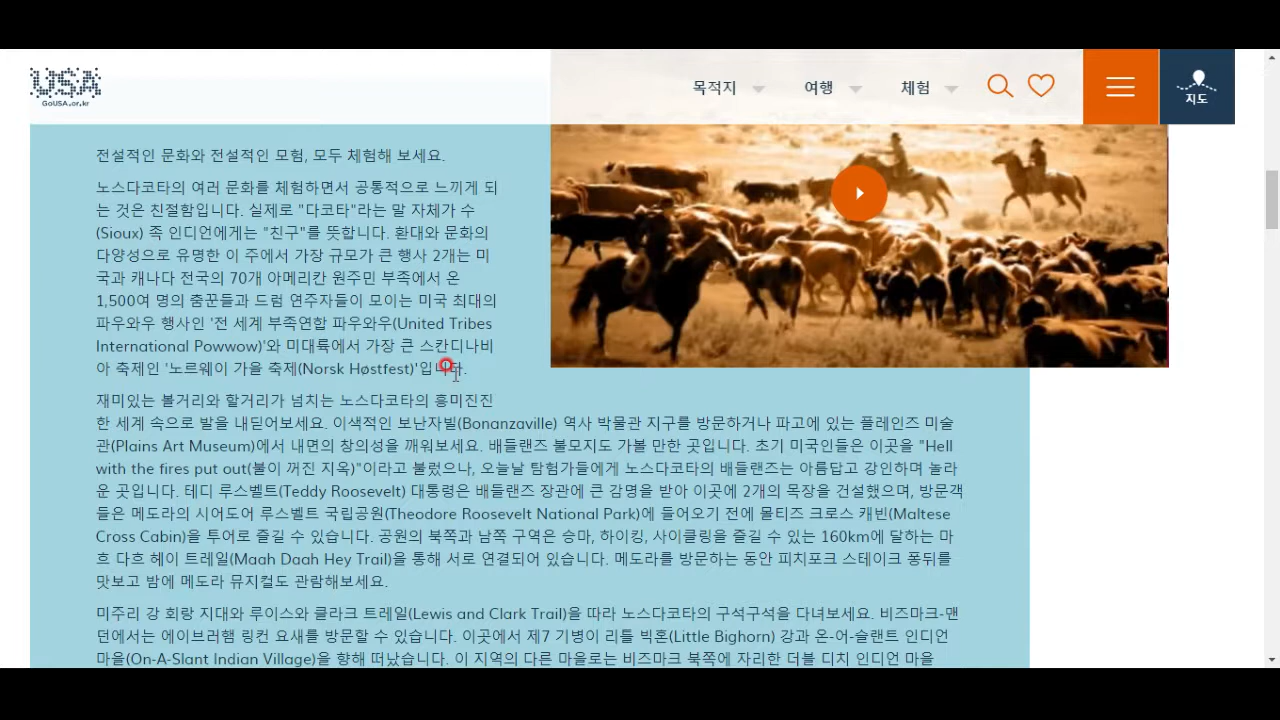 USA
GoUSA.or.kr
목적지
여행
체험
지도
전설적인 문화와 전설적인 모험, 모두 체험해 보세요.
노스다코타의 여러 문화를 체험하면서 공통적으로 느끼게 되
는 것은 친절함입니다. 실제로 "다코타"라는 말 자체가 수
(Sioux) 족 인디언에게는 "친구"를 뜻합니다. 환대와 문화의
다양성으로 유명한 이 주에서 가장 규모가 큰 행사 2개는 미
국과 캐나다 전국의 70개 아메리칸 원주민 부족에서 온
1,500여 명의 춤꾼들과 드럼 연주자들이 모이는 미국 최대의
파우와우 행사인 '전 세계 부족연합 파우와우(United Tribes
International Powwow)'와 미대륙에서 가장 큰 스칸디나비
아 축제인 '노르웨이 가을 축제(Norsk Høstfest)'입니다.
재미있는 볼거리와 할거리가 넘치는 노스다코타의 흥미진진
한 세계 속으로 발을 내딛어보세요. 이색적인 보난자빌(Bonanzaville) 역사 박물관 지구를 방문하거나 파고에 있는 플레인즈 미술
관(Plains Art Museum)에서 내면의 창의성을 깨워보세요. 배들랜즈 불모지도 가볼 만한 곳입니다. 초기 미국인들은 이곳을 "Hell
with the fires put out(불이 꺼진 지옥)"이라고 불렀으나, 오늘날 탐험가들에게 노스다코타의 배들랜즈는 아름답고 강인하며 놀라
운 곳입니다. 테디 루스벨트(Teddy Roosevelt) 대통령은 배들랜즈 장관에 큰 감명을 받아 이곳에 2개의 목장을 건설했으며, 방문객
들은 메도라의 시어도어 루스벨트 국립공원(Theodore Roosevelt National Park)에 들어오기 전에 몰티즈 크로스 캐빈(Maltese
Cross Cabin)을 투어로 즐길 수 있습니다. 공원의 북쪽과 남쪽 구역은 승마, 하이킹, 사이클링을 즐길 수 있는 160km에 달하는 마
흐 다흐 헤이 트레일(Maah Daah Hey Trail)을 통해 서로 연결되어 있습니다. 메도라를 방문하는 동안 피치포크 스테이크 퐁뒤를
맛보고 밤에 메도라 뮤지컬도 관람해보세요.
미주리 강 회랑 지대와 루이스와 클라크 트레일(Lewis and Clark Trail)을 따라 노스다코타의 구석구석을 다녀보세요. 비즈마크-맨
던에서는 에이브러햄 링컨 요새를 방문할 수 있습니다. 이곳에서 제7 기병이 리틀 빅혼(Little Bighorn) 강과 온-어-슬랜트 인디언
마을(On-A-Slant Indian Village)을 향해 떠났습니다. 이 지역의 다른 마을로는 비즈마크 북쪽에 자리한 더블 디치 인디언 마을